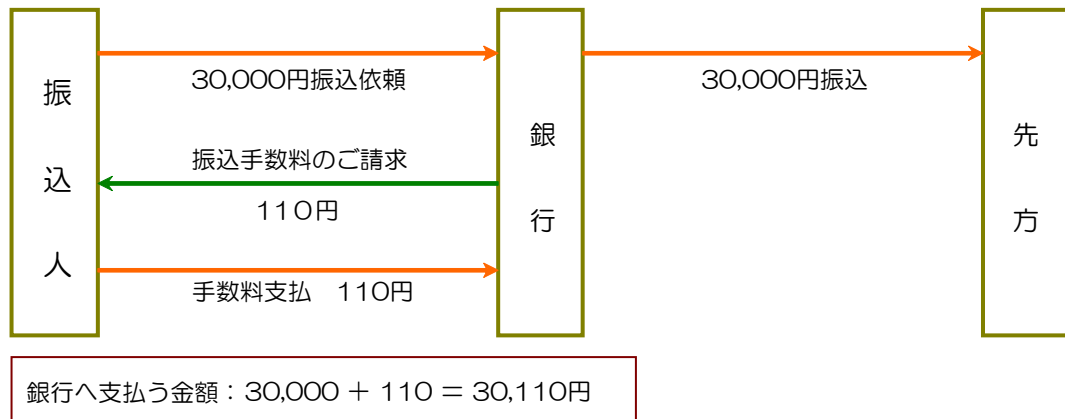 振込人
30,000円振込依頼
振込手数料のご請求
110円
手数料支払　110円
銀行
30,000円振込
先方
銀行へ支払う金額：30,000 + 110 = 30,110円